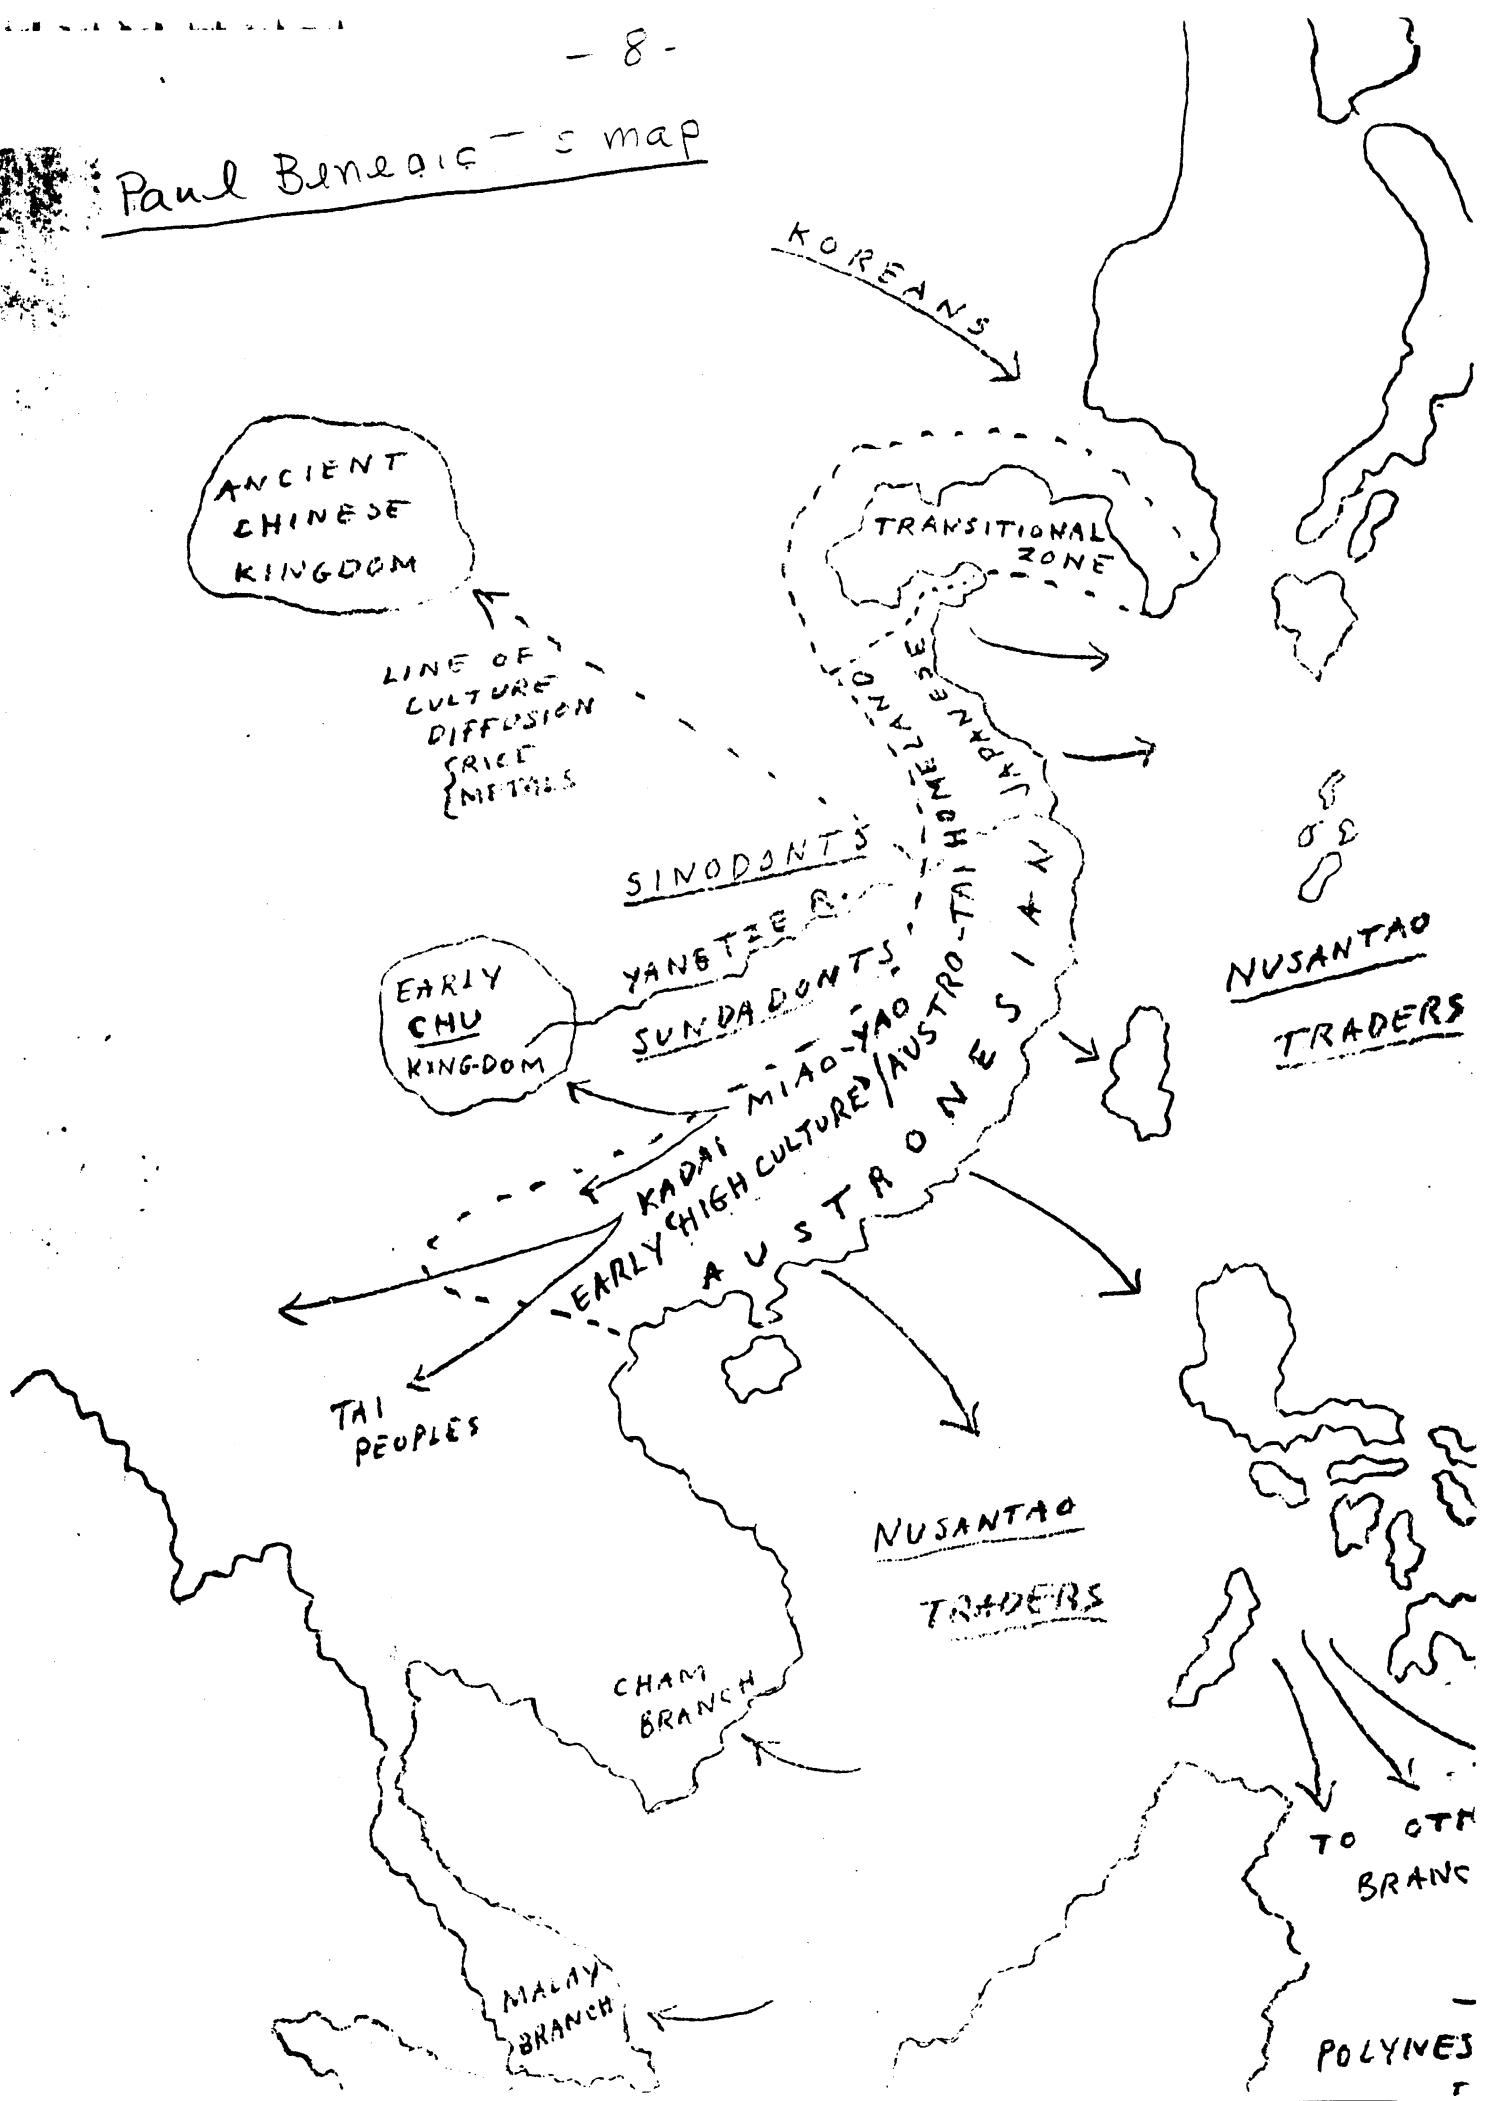 - 8 -
Paul Benedict's map
KOREANS
ANCIENT
CHINESE
KINGDOM
TRANSITIONAL
ZONE
LINE OF
CULTURE
DIFFUSION
{RICE
{METALS
JAPANESE
SINODONTS
YANGTZE R.
SUNDADONTS
EARLY
CHU
KINGDOM
MIAO-YAO
KADAI
EARLY "HIGH CULTURE"/AUSTRO-TAI HOMELAND
AUSTRONESIAN
NUSANTAO
TRADERS
TAI
PEOPLES
NUSANTAO
TRADERS
CHAM
BRANCH
TO OTH
BRANC
MALAY
BRANCH
POLYNES